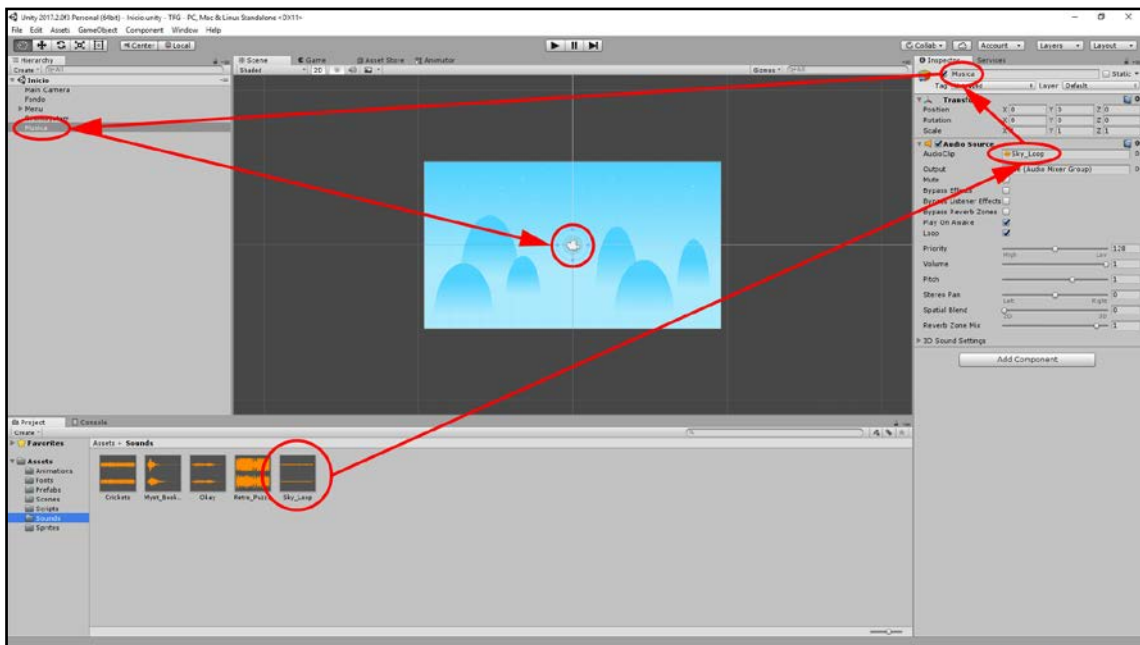 Unity 2017.2.0f3 Personal (64bit) - Inicio.unity - TFG - PC, Mac & Linux Standalone <DX11>
File Edit Assets GameObject Component Window Help
Center Local
Collab Account Layers Layout
Hierarchy
Create
Inicio
Main Camera
Fondo
Menu
Musica
Scene Game Asset Store Animator
Shaded 2D Gizmos
Inspector Services
Musica Static
Tag Layer Default
Transform
Position X 0 Y 0 Z 0
Rotation X 0 Y 0 Z 0
Scale X Y 1 Z 1
Audio Source
AudioClip Sky_Loop
Output (Audio Mixer Group)
Mute
Bypass Effects
Bypass Listener Effects
Bypass Reverb Zones
Play On Awake
Loop
Priority 128
High Low
Volume 1
Pitch 1
Stereo Pan 0
Left Right
Spatial Blend 0
2D 3D
Reverb Zone Mix 1
3D Sound Settings
Add Component
Project Console
Create
Favorites
Assets
Animations
Fonts
Prefabs
Scenes
Scripts
Sounds
Sprites
Assets Sounds
Crickets Myst_Book... Okay Retro_Puzz... Sky_Loop